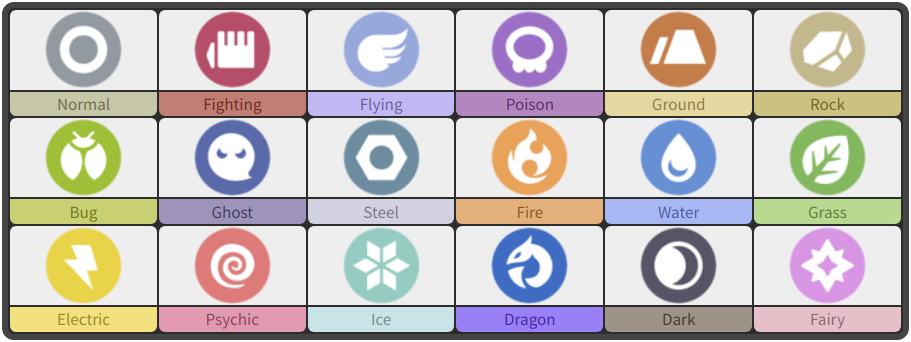 Normal Fighting Flying Poison Ground Rock
Bug Ghost Steel Fire Water Grass
Electric Psychic Ice Dragon Dark Fairy